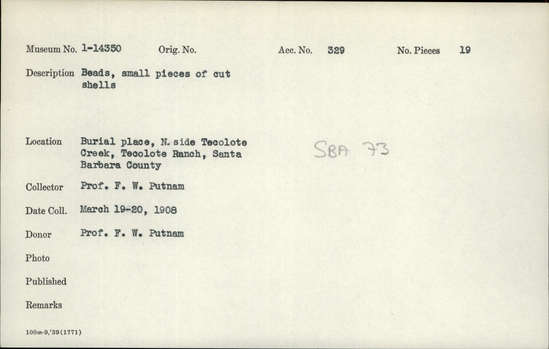 Museum No. 1-14350 Orig. No. Acc. No. 329 No. Pieces 19
Description Beads, small pieces of cut
shells
Location Burial place, N. side Tecolote
Creek, Tecolote Ranch, Santa
Barbara County
SBA 73
Collector Prof. F. W. Putnam
Date Coll. March 19-20, 1908
Donor Prof. F. W. Putnam
Photo
Published
Remarks
100m-9,'39(1771)